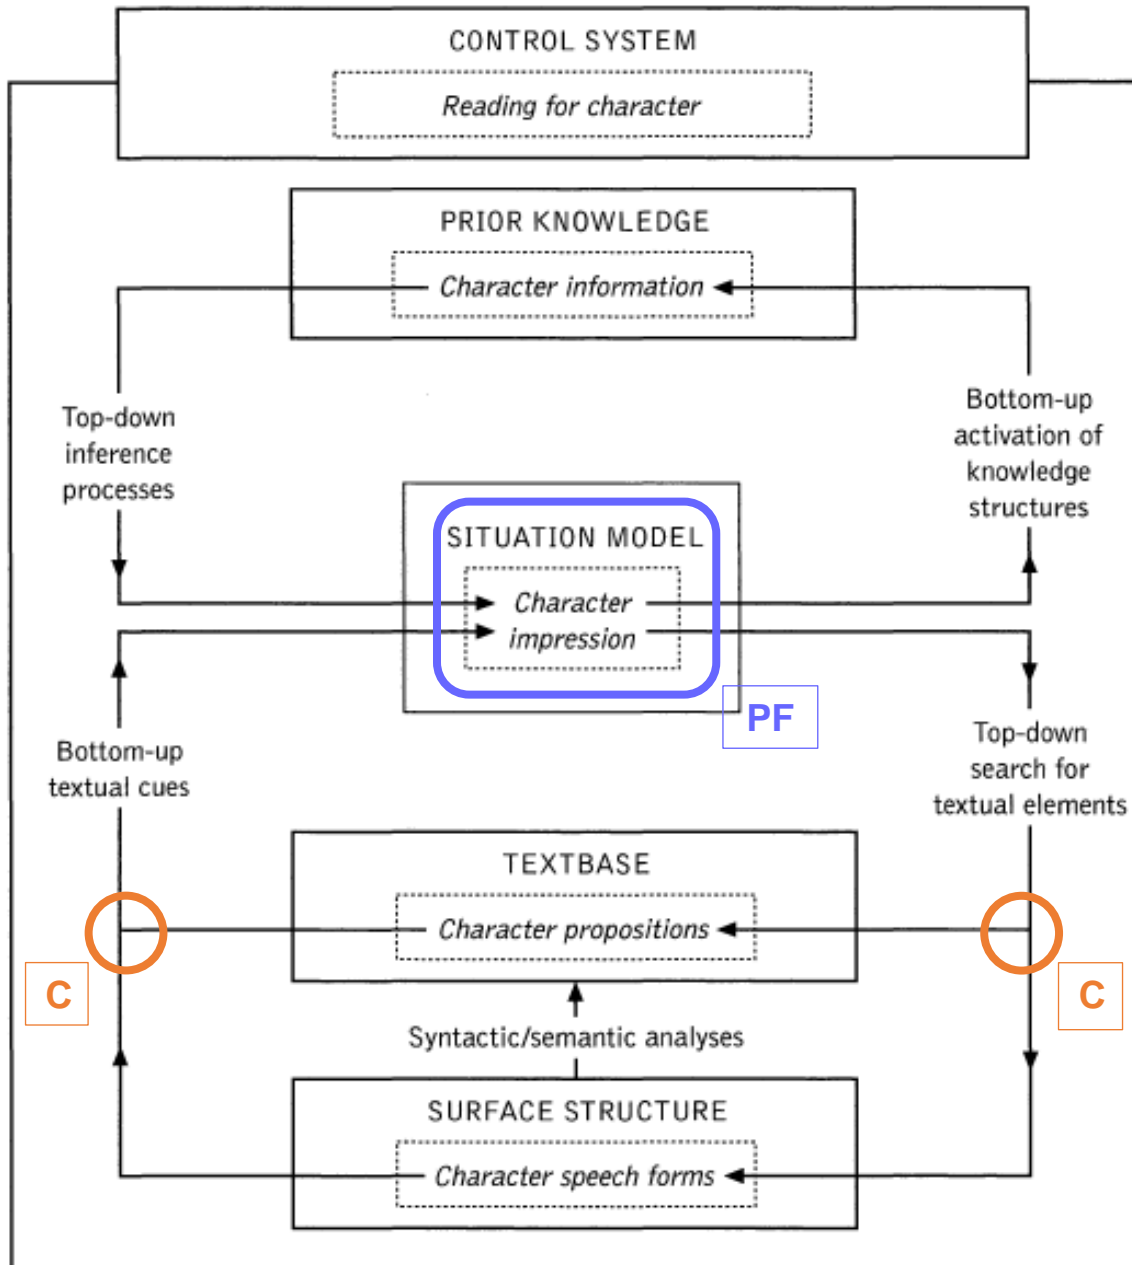 CONTROL SYSTEM
Reading for character
PRIOR KNOWLEDGE
Character information
Top-down
inference
processes
Bottom-up
activation of
knowledge
structures
SITUATION MODEL
Character
impression
PF
Bottom-up
textual cues
Top-down
search for
textual elements
TEXTBASE
Character propositions
C
C
Syntactic/semantic analyses
SURFACE STRUCTURE
Character speech forms